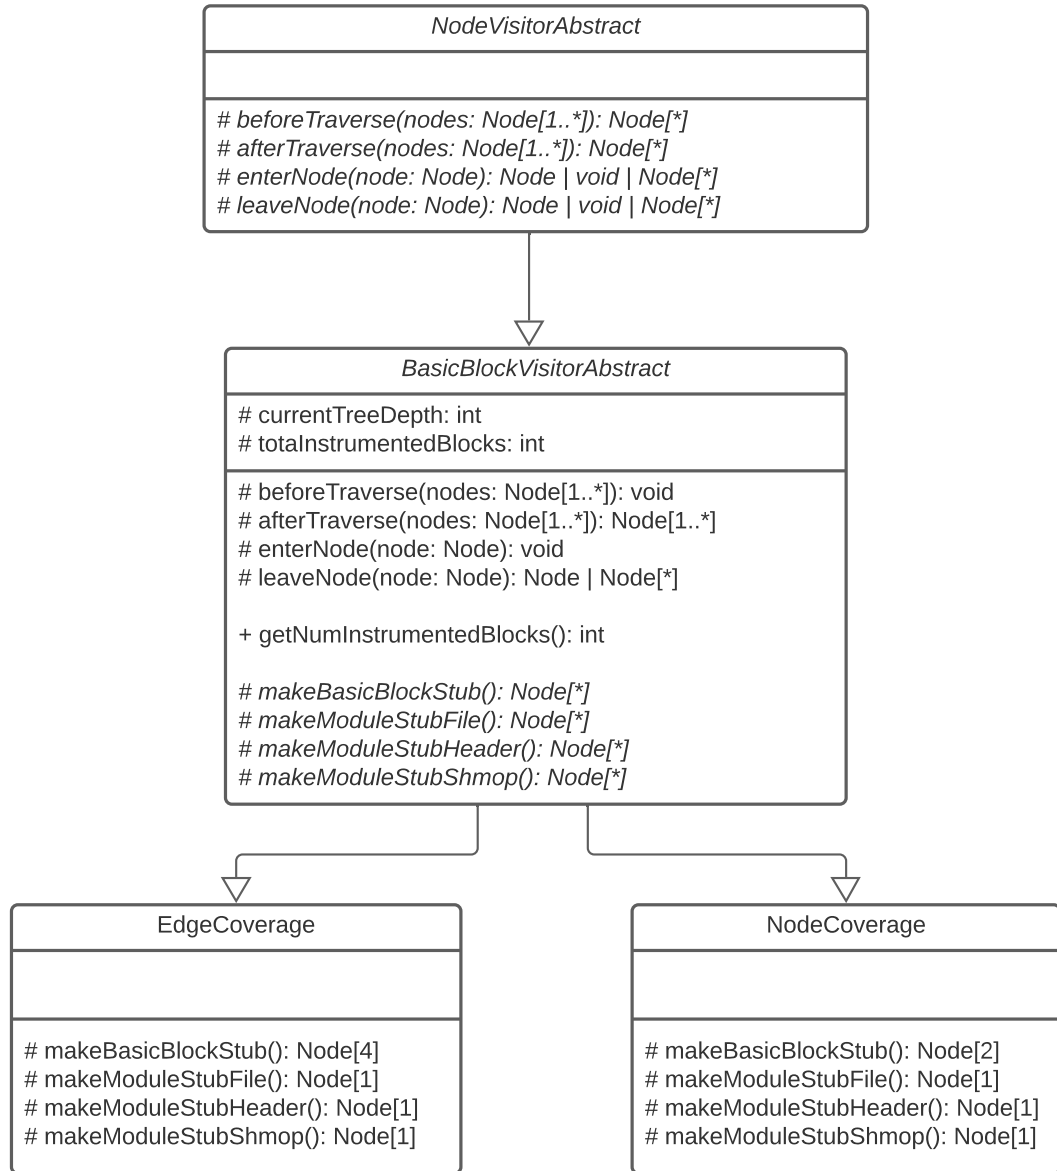 NodeVisitorAbstract
# beforeTraverse(nodes: Node[1..*]): Node[*]
# afterTraverse(nodes: Node[1..*]): Node[*]
# enterNode(node: Node): Node | void | Node[*]
# leaveNode(node: Node): Node | void | Node[*]
BasicBlockVisitorAbstract
# currentTreeDepth: int
# totaInstrumentedBlocks: int
# beforeTraverse(nodes: Node[1..*]): void
# afterTraverse(nodes: Node[1..*]): Node[1..*]
# enterNode(node: Node): void
# leaveNode(node: Node): Node | Node[*]
+ getNumInstrumentedBlocks(): int
# makeBasicBlockStub(): Node[*]
# makeModuleStubFile(): Node[*]
# makeModuleStubHeader(): Node[*]
# makeModuleStubShmop(): Node[*]
EdgeCoverage
# makeBasicBlockStub(): Node[4]
# makeModuleStubFile(): Node[1]
# makeModuleStubHeader(): Node[1]
# makeModuleStubShmop(): Node[1]
NodeCoverage
# makeBasicBlockStub(): Node[2]
# makeModuleStubFile(): Node[1]
# makeModuleStubHeader(): Node[1]
# makeModuleStubShmop(): Node[1]